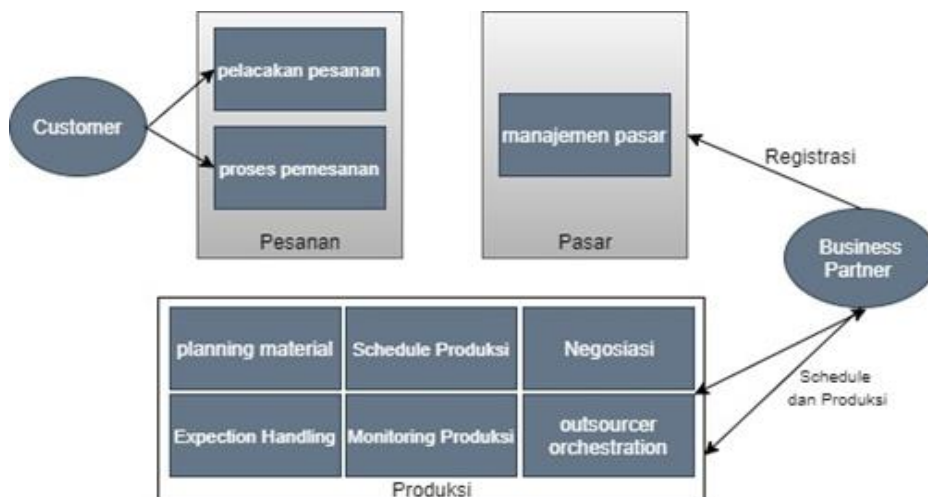 Customer
pelacakan pesanan
proses pemesanan
Pesanan
manajemen pasar
Pasar
Registrasi
Business
Partner
planning material
Schedule Produksi
Negosiasi
Expection Handling
Monitoring Produksi
outsourcer
orchestration
Produksi
Schedule
dan Produksi